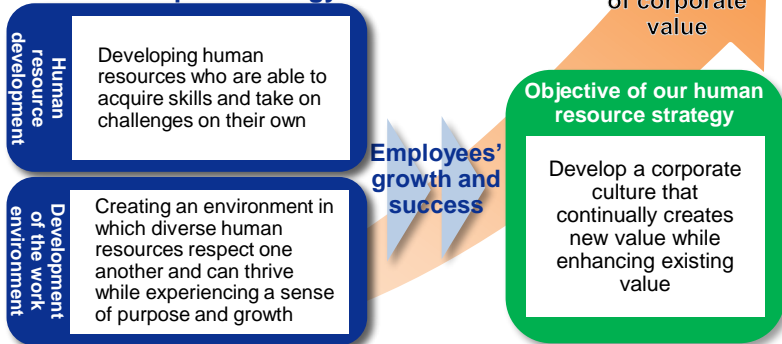 of corporate
value
Human
resource
development
Developing human
resources who are able to
acquire skills and take on
challenges on their own
Development
of the work
environment
Creating an environment in
which diverse human
resources respect one
another and can thrive
while experiencing a sense
of purpose and growth
Employees’
growth and
success
Objective of our human
resource strategy
Develop a corporate
culture that
continually creates
new value while
enhancing existing
value